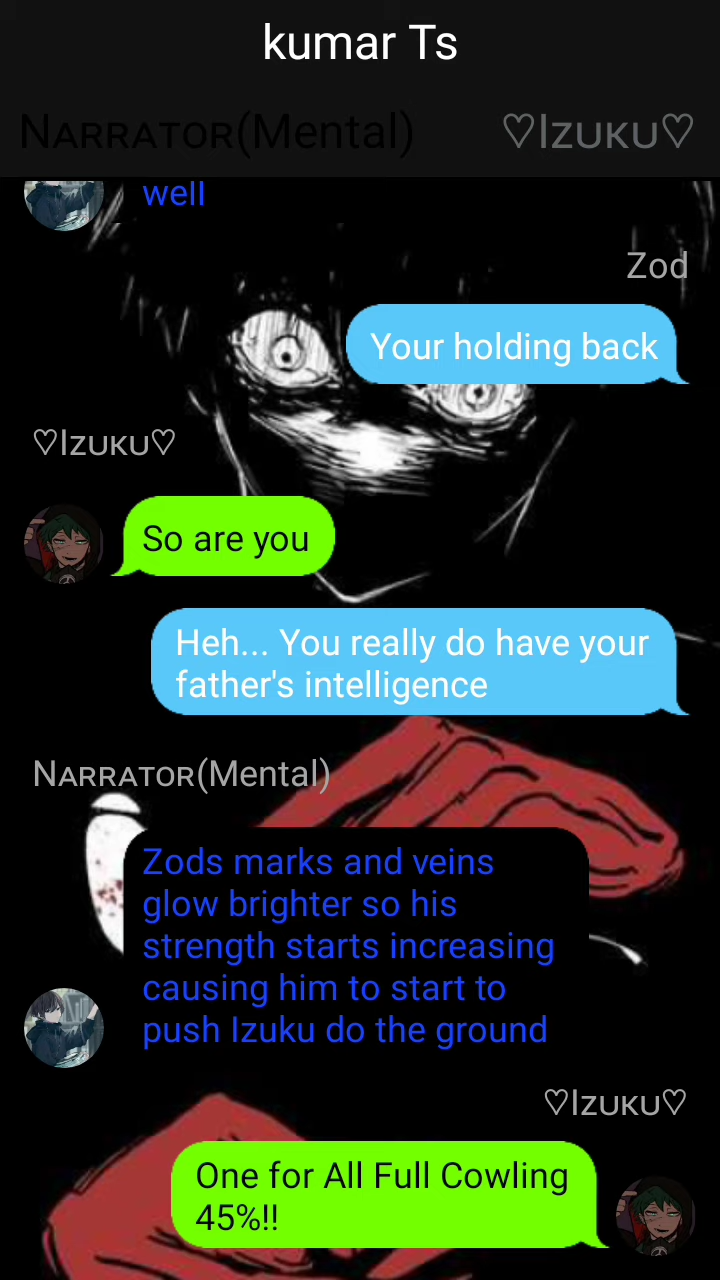 kumar Ts
Narrator(Mental) ♡Izuku♡
well
Zod
Your holding back
♡Izuku♡
So are you
Heh... You really do have your
father's intelligence
Narrator(Mental)
Zods marks and veins
glow brighter so his
strength starts increasing
causing him to start to
push Izuku do the ground
♡Izuku♡
One for All Full Cowling
45%!!